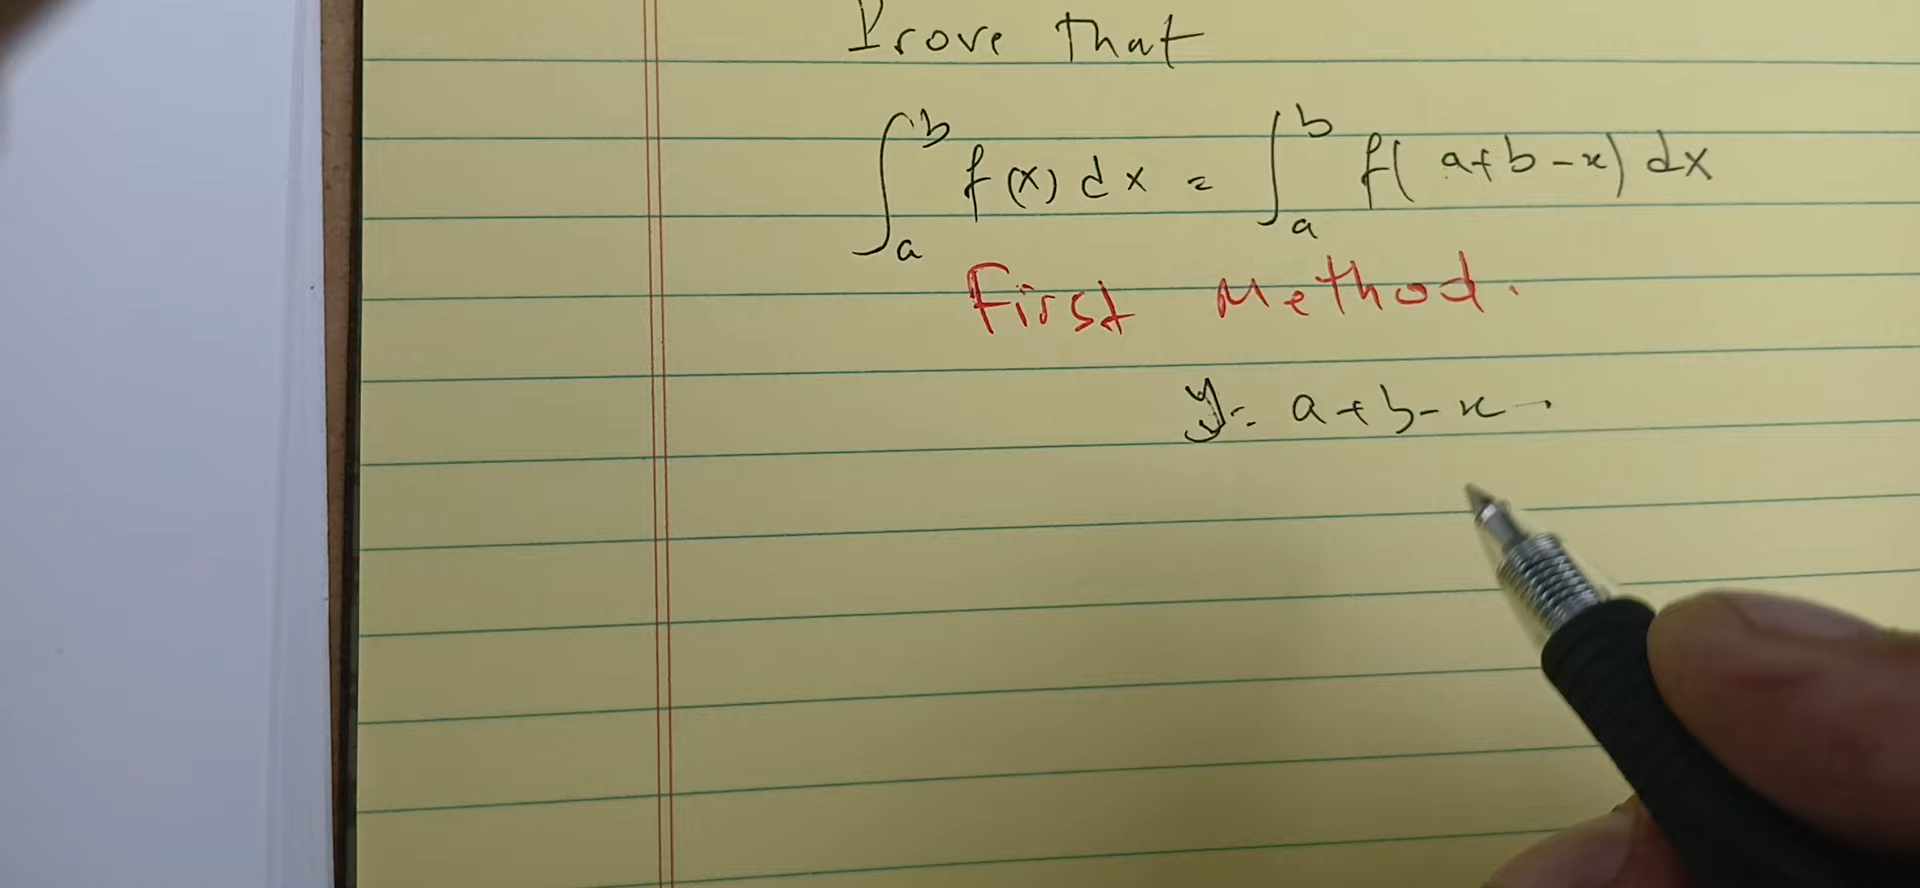 Prove that
∫_a^b f(x) dx = ∫_a^b f(a+b-x) dx
First Method.
y = a+b-x